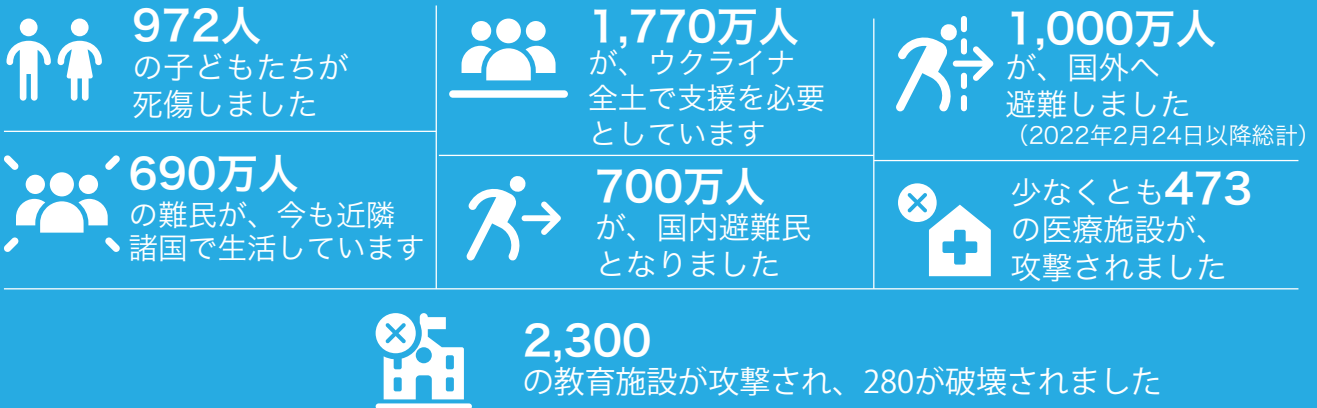 972人
の子どもたちが
死傷しました
1,770万人
が、ウクライナ
全土で支援を必要
としています
1,000万人
が、国外へ
避難しました
（2022年2月24日以降総計）
690万人
の難民が、今も近隣
諸国で生活しています
700万人
が、国内避難民
となりました
少なくとも473
の医療施設が、
攻撃されました
2,300
の教育施設が攻撃され、280が破壊されました